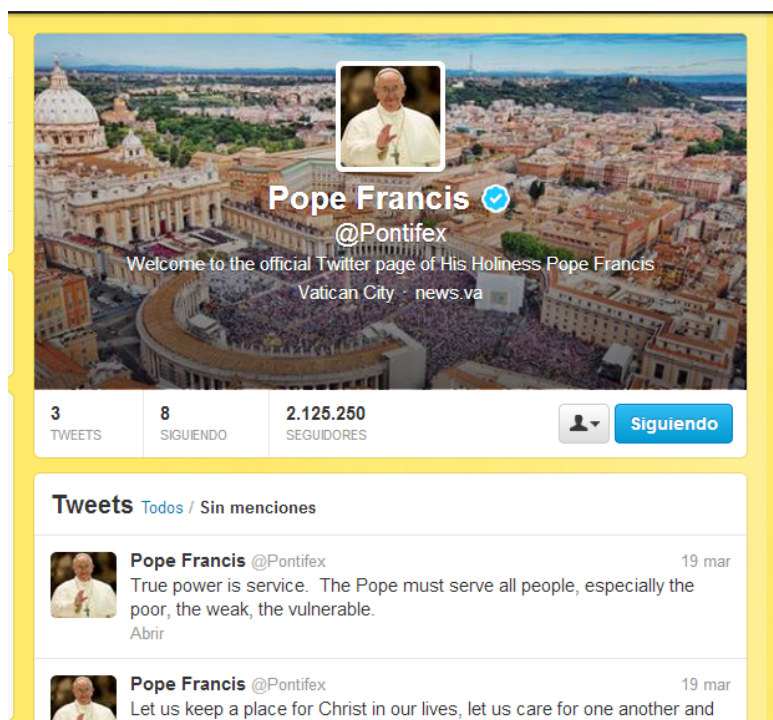 Pope Francis
@Pontifex
Welcome to the official Twitter page of His Holiness Pope Francis
Vatican City · news.va
3 8 2.125.250
TWEETS SIGUIENDO SEGUIDORES
Siguiendo
Tweets Todos / Sin menciones
Pope Francis @Pontifex 19 mar
True power is service. The Pope must serve all people, especially the
poor, the weak, the vulnerable.
Abrir
Pope Francis @Pontifex 19 mar
Let us keep a place for Christ in our lives, let us care for one another and